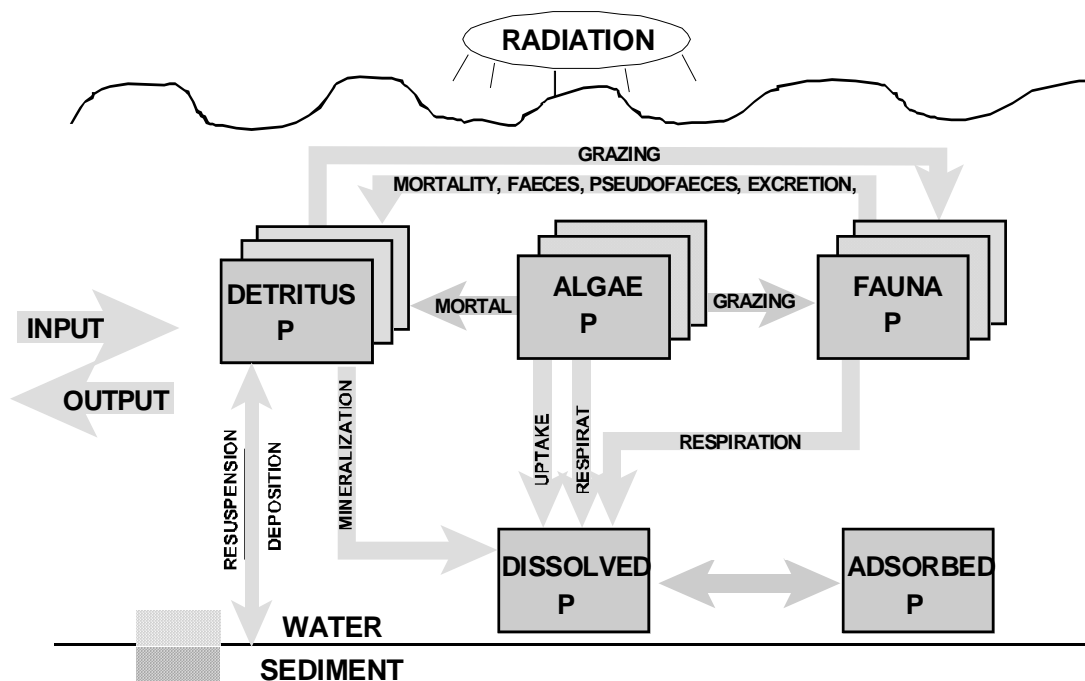 RADIATION
GRAZING
MORTALITY, FAECES, PSEUDOFAECES, EXCRETION,
DETRITUS
P
MORTAL
ALGAE
P
GRAZING
FAUNA
P
INPUT
OUTPUT
RESUSPENSION
DEPOSITION
MINERALIZATION
UPTAKE
RESPIRAT
RESPIRATION
DISSOLVED
P
ADSORBED
P
WATER
SEDIMENT